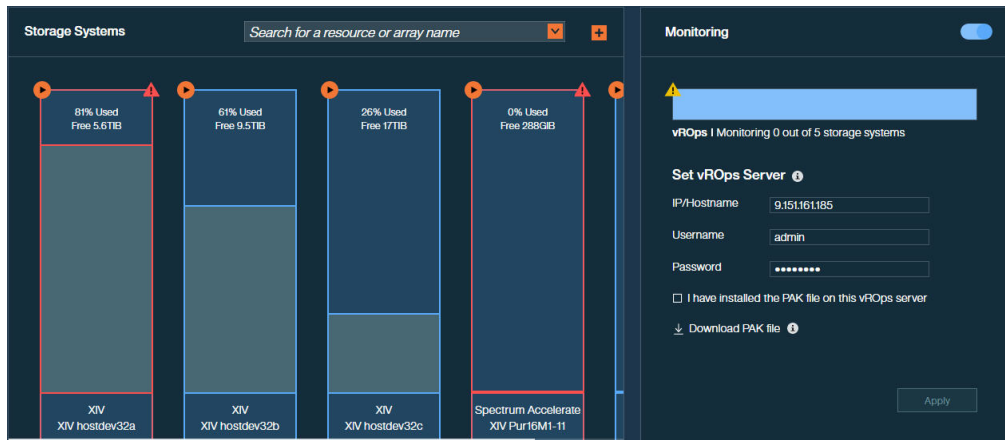 Storage Systems
Search for a resource or array name
81% Used
Free 5.6TIB
XIV
XIV hostdev32a
61% Used
Free 9.5TIB
XIV
XIV hostdev32b
26% Used
Free 17TIB
XIV
XIV hostdev32c
0% Used
Free 288GIB
Spectrum Accelerate
XIV Pur16M1-11
Monitoring
vROps | Monitoring 0 out of 5 storage systems
Set vROps Server
IP/Hostname 9.151.161.185
Username admin
Password ••••••••
I have installed the PAK file on this vROps server
Download PAK file
Apply